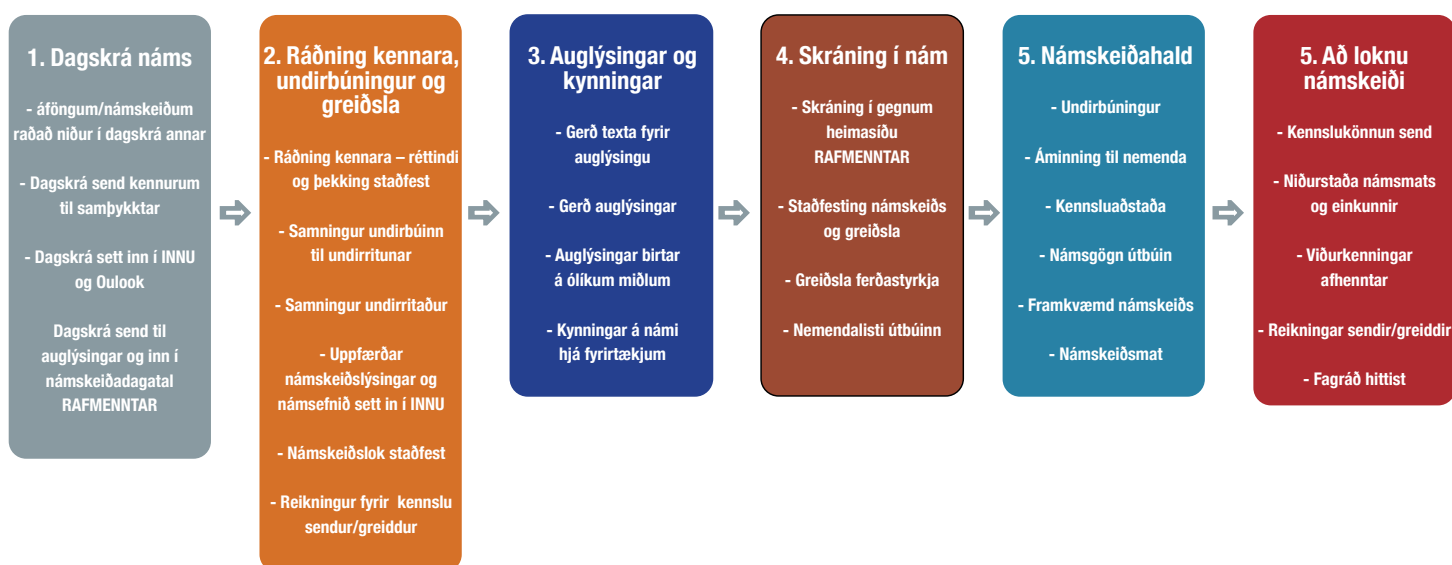 1. Dagskrá náms
- áföngum/námskeiðum
raðað niður í dagskrá annar
- Dagskrá send kennurum
til samþykktar
- Dagskrá sett inn í INNU
og Oulook
Dagskrá send til
auglýsingar og inn í
námskeiðadagatal
RAFMENNTAR
2. Ráðning kennara,
undirbúningur og
greiðsla
- Ráðning kennara – réttindi
og þekking staðfest
- Samningur undirbúinn
til undirritunar
- Samningur undirritaður
- Uppfærðar
námskeiðslýsingar og
námsefnið sett in í INNU
- Námskeiðslok staðfest
- Reikningur fyrir kennslu
sendur/greiddur
3. Auglýsingar og
kynningar
- Gerð texta fyrir
auglýsingu
- Gerð auglýsingar
- Auglýsingar birtar
á ólíkum miðlum
- Kynningar á námi
hjá fyrirtækjum
4. Skráning í nám
- Skráning í gegnum
heimasíðu
RAFMENNTAR
- Staðfesting námskeiðs
og greiðsla
- Greiðsla ferðastyrkja
- Nemendalisti útbúinn
5. Námskeiðahald
- Undirbúningur
- Áminning til nemenda
- Kennsluaðstaða
- Námsgögn útbúin
- Framkvæmd námskeiðs
- Námskeiðsmat
5. Að loknu
námskeiði
- Kennslukönnun send
- Niðurstaða námsmats
og einkunnir
- Viðurkenningar
afhenntar
- Reikningar sendir/greiddir
- Fagráð hittist